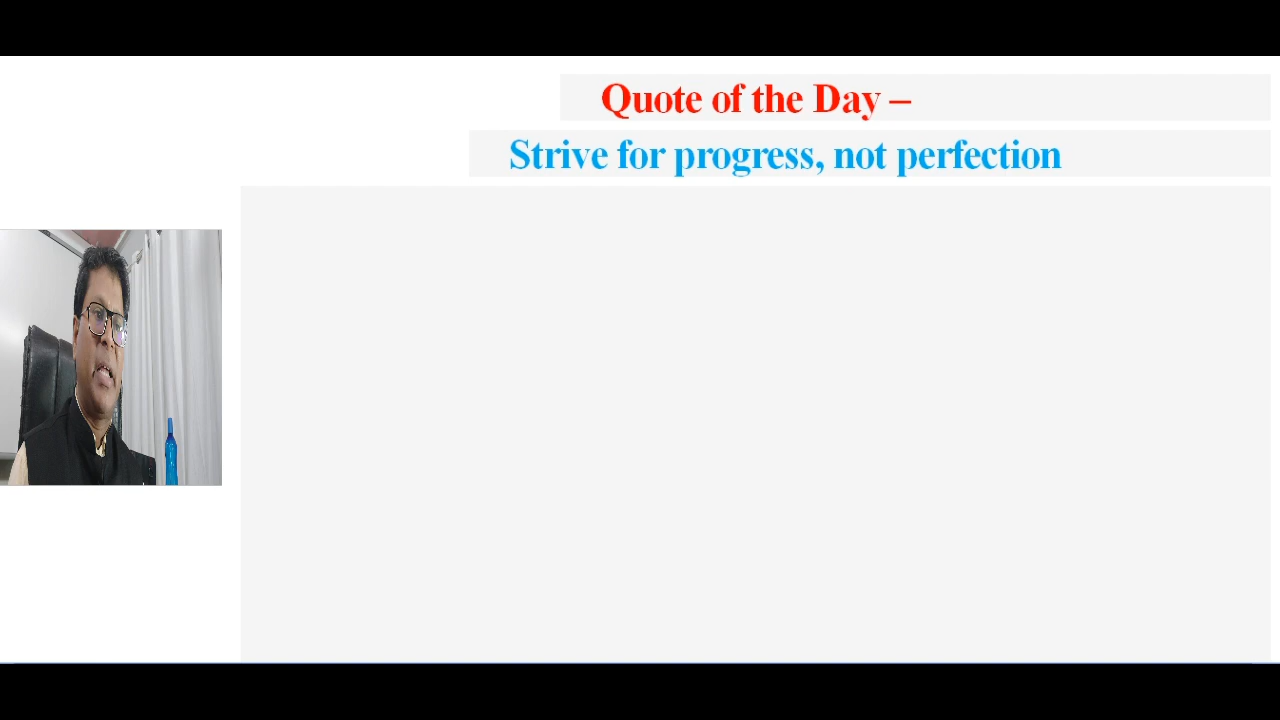 Quote of the Day –
Strive for progress, not perfection